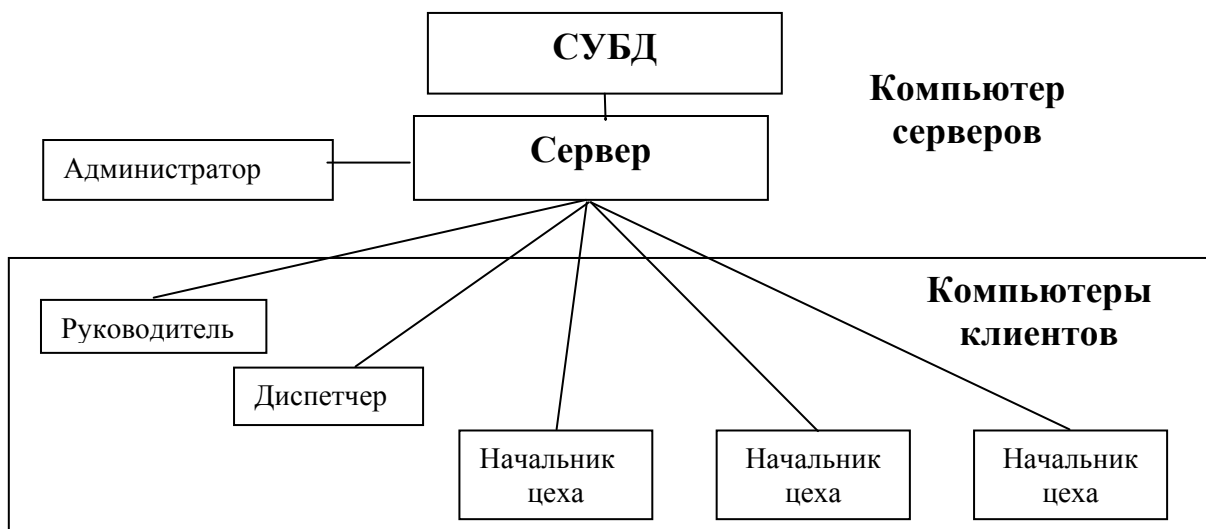 СУБД
Компьютер
серверов
Сервер
Администратор
Компьютеры
клиентов
Руководитель
Диспетчер
Начальник
цеха
Начальник
цеха
Начальник
цеха